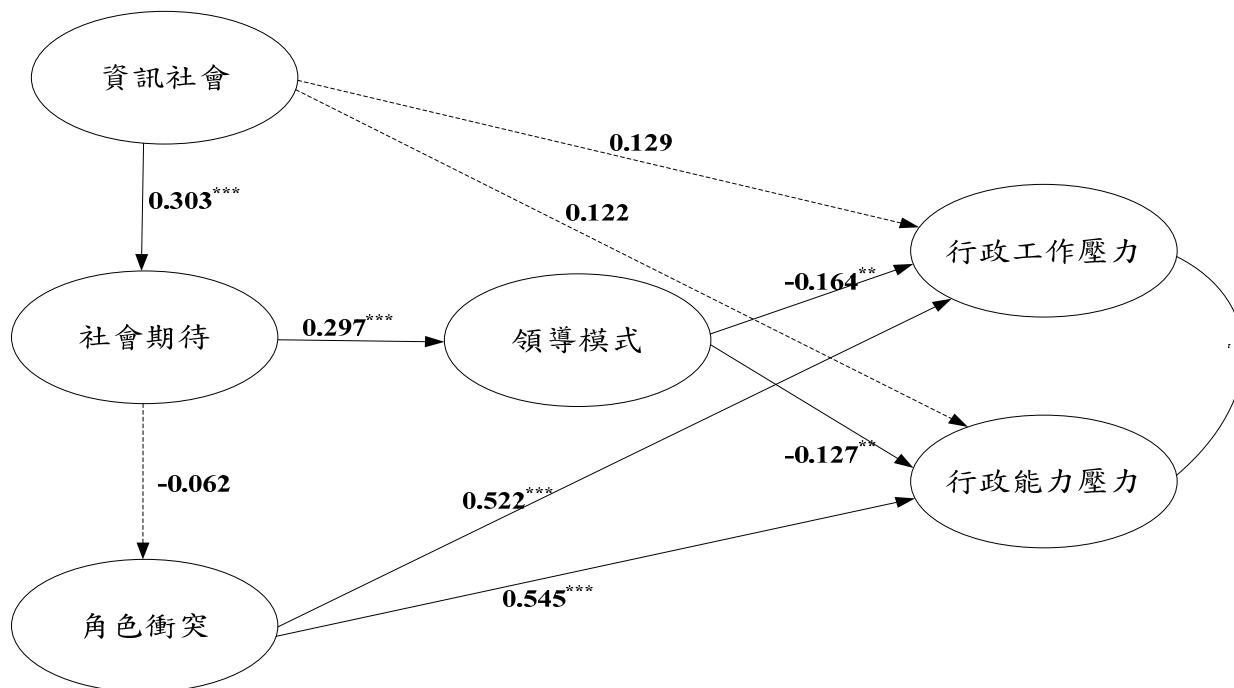 資訊社會
0.129
0.303***
0.122
行政工作壓力
-0.164**
社會期待
0.297***
領導模式
-0.127**
行政能力壓力
-0.062
0.522***
0.545***
角色衝突